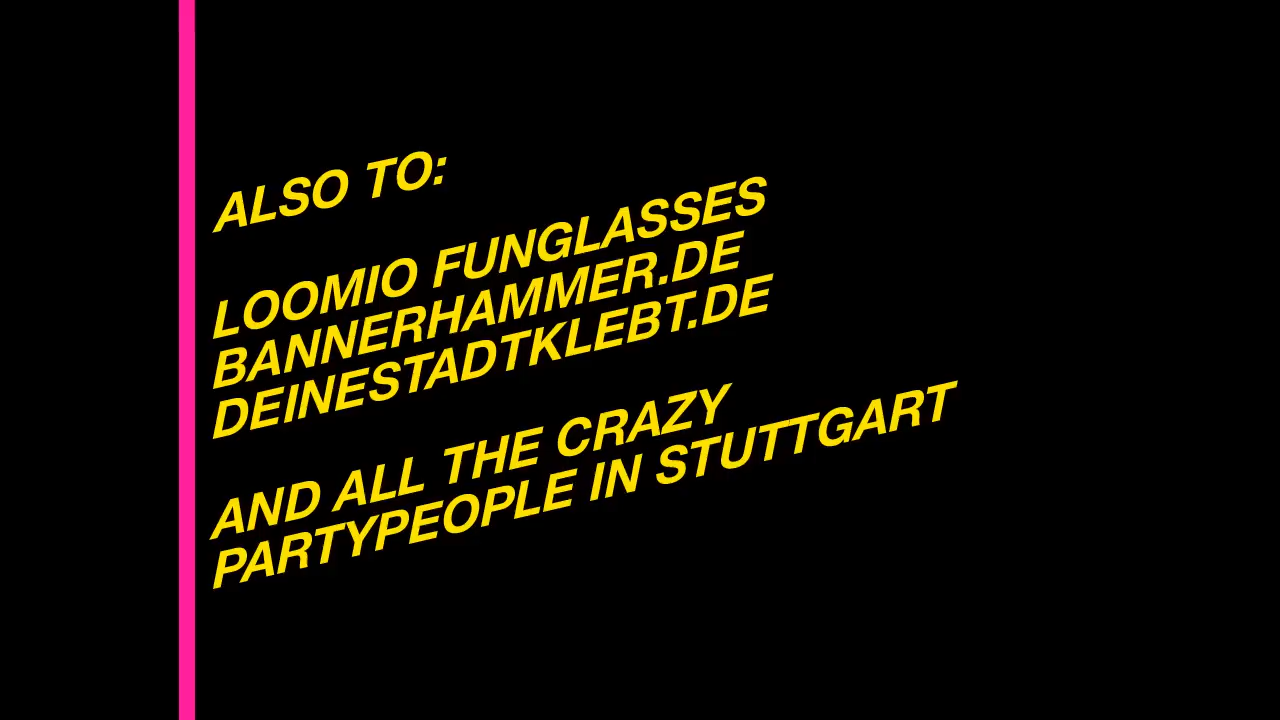 ALSO TO:
LOOMIO FUNGLASSES
BANNERHAMMER.DE
DEINESTADTKLEBT.DE
AND ALL THE CRAZY
PARTYPEOPLE IN STUTTGART